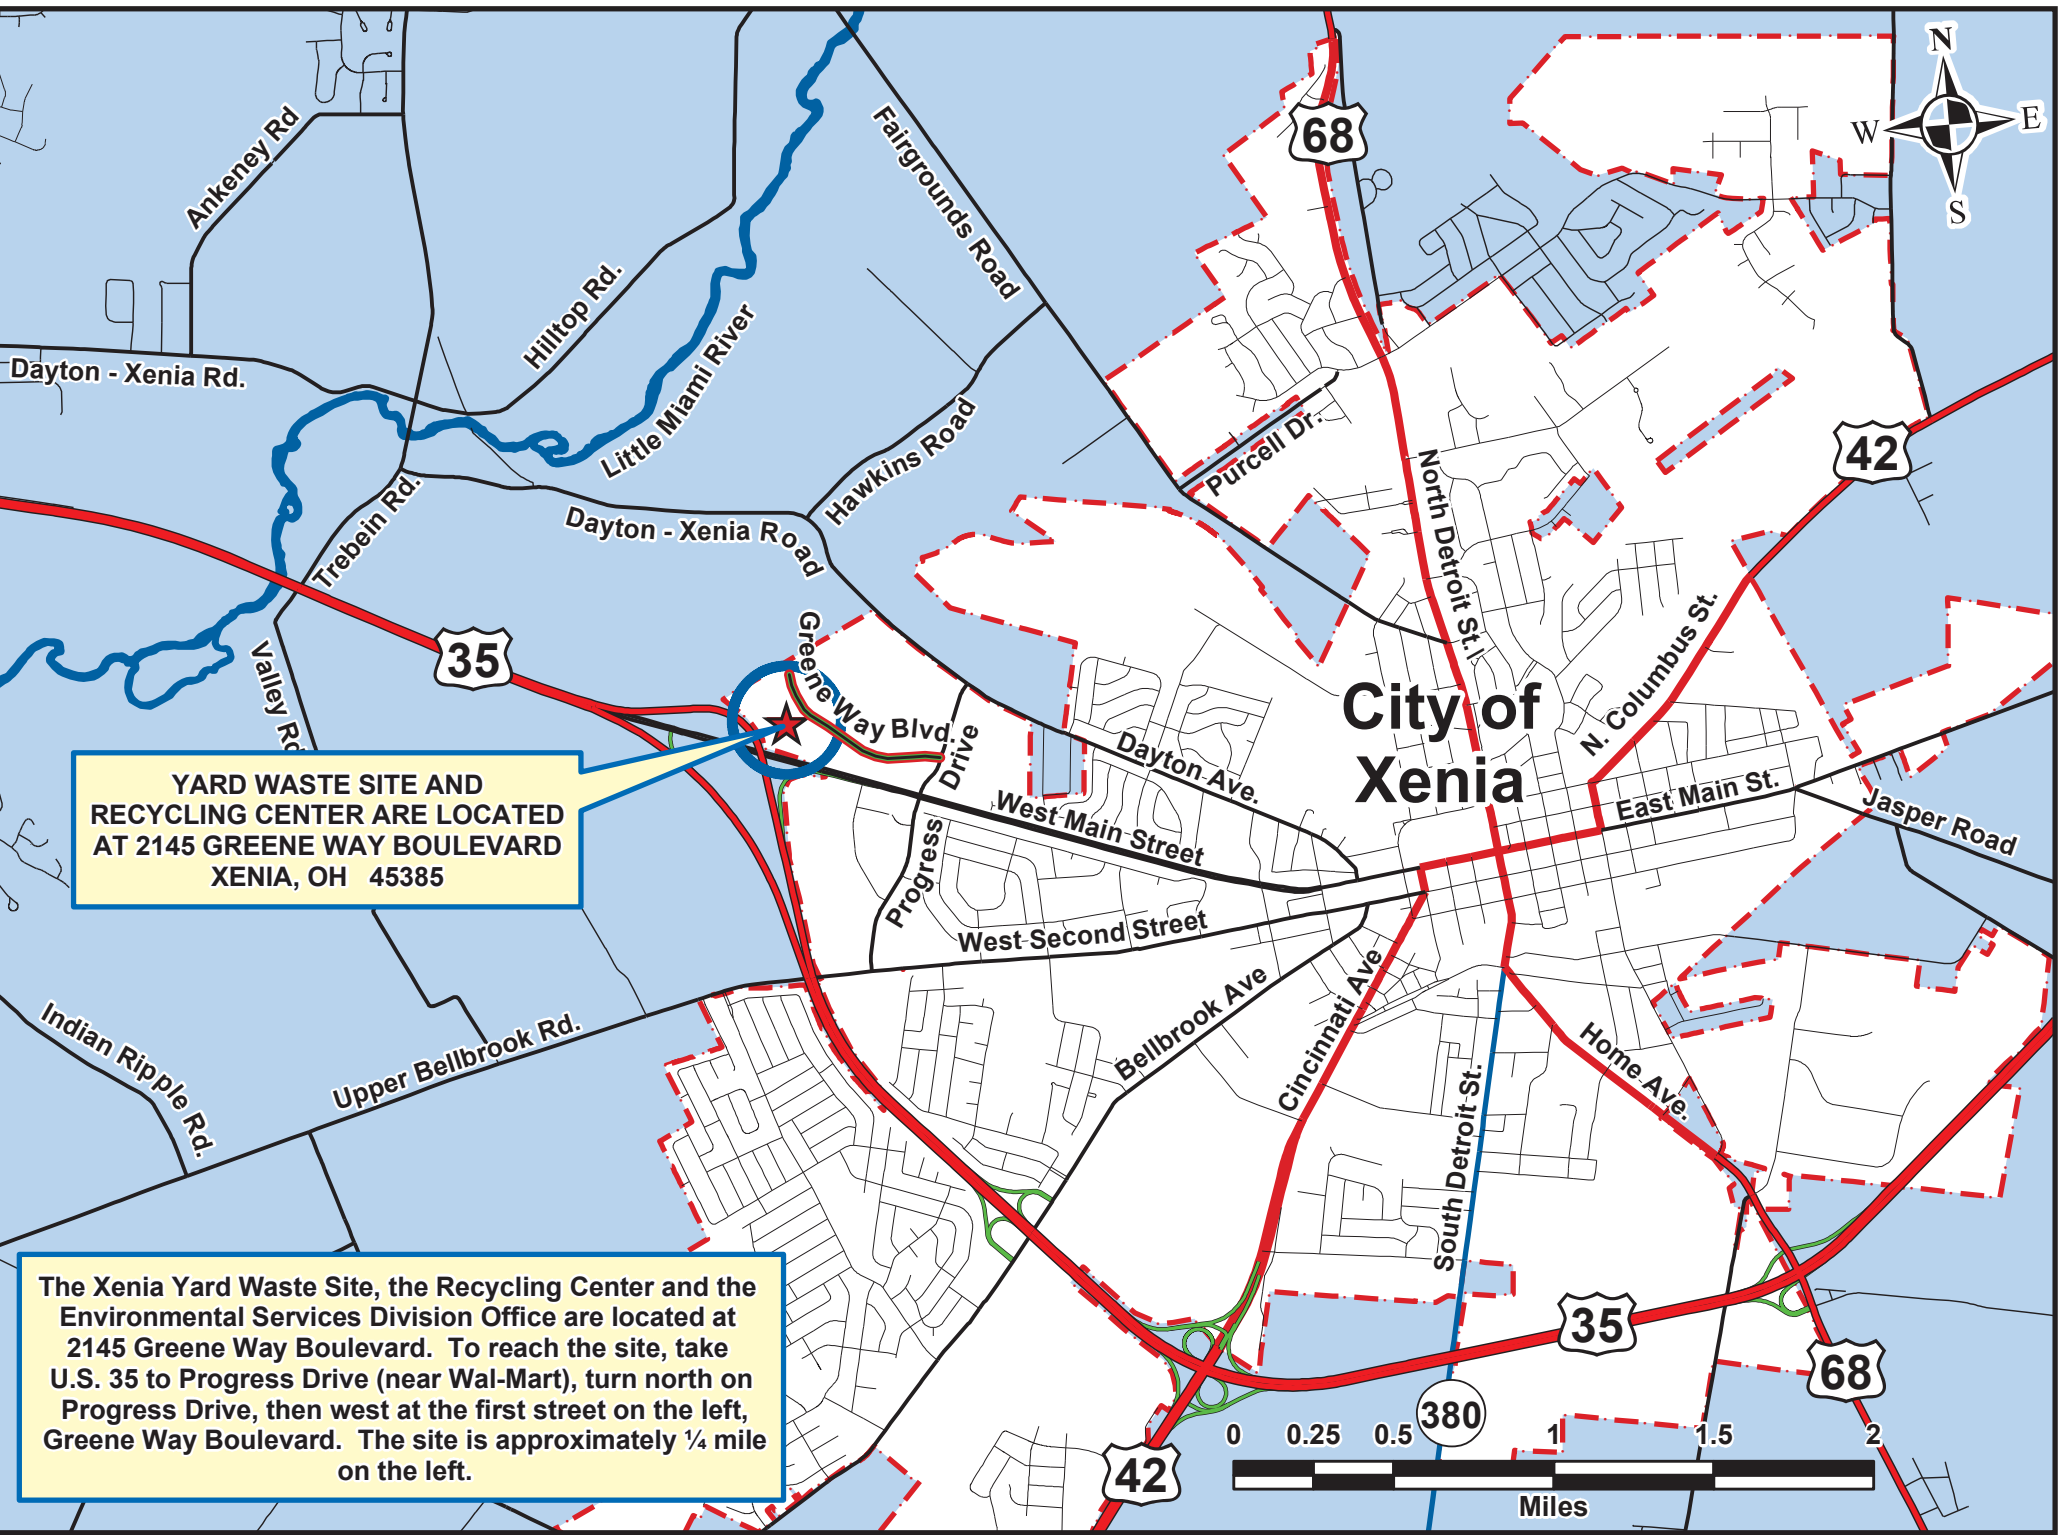 N
W
E
S
68
Ankeney Rd
Fairgrounds Road
Hilltop Rd.
Little Miami River
Dayton - Xenia Rd.
Hawkins Road
Purcell Dr.
42
North Detroit St.
Trebein Rd.
Dayton - Xenia Road
35
Valley Rd
Greene Way Blvd.
Progress Drive
Dayton Ave.
N. Columbus St.
City of
Xenia
East Main St.
Jasper Road
West Main Street
YARD WASTE SITE AND
RECYCLING CENTER ARE LOCATED
AT 2145 GREENE WAY BOULEVARD
XENIA, OH 45385
West Second Street
Bellbrook Ave
Cincinnati Ave
Home Ave.
Indian Ripple Rd.
Upper Bellbrook Rd.
South Detroit St.
The Xenia Yard Waste Site, the Recycling Center and the
Environmental Services Division Office are located at
2145 Greene Way Boulevard. To reach the site, take
U.S. 35 to Progress Drive (near Wal-Mart), turn north on
Progress Drive, then west at the first street on the left,
Greene Way Boulevard. The site is approximately ¼ mile
on the left.
35
68
380
42
0 0.25 0.5 1 1.5 2
Miles